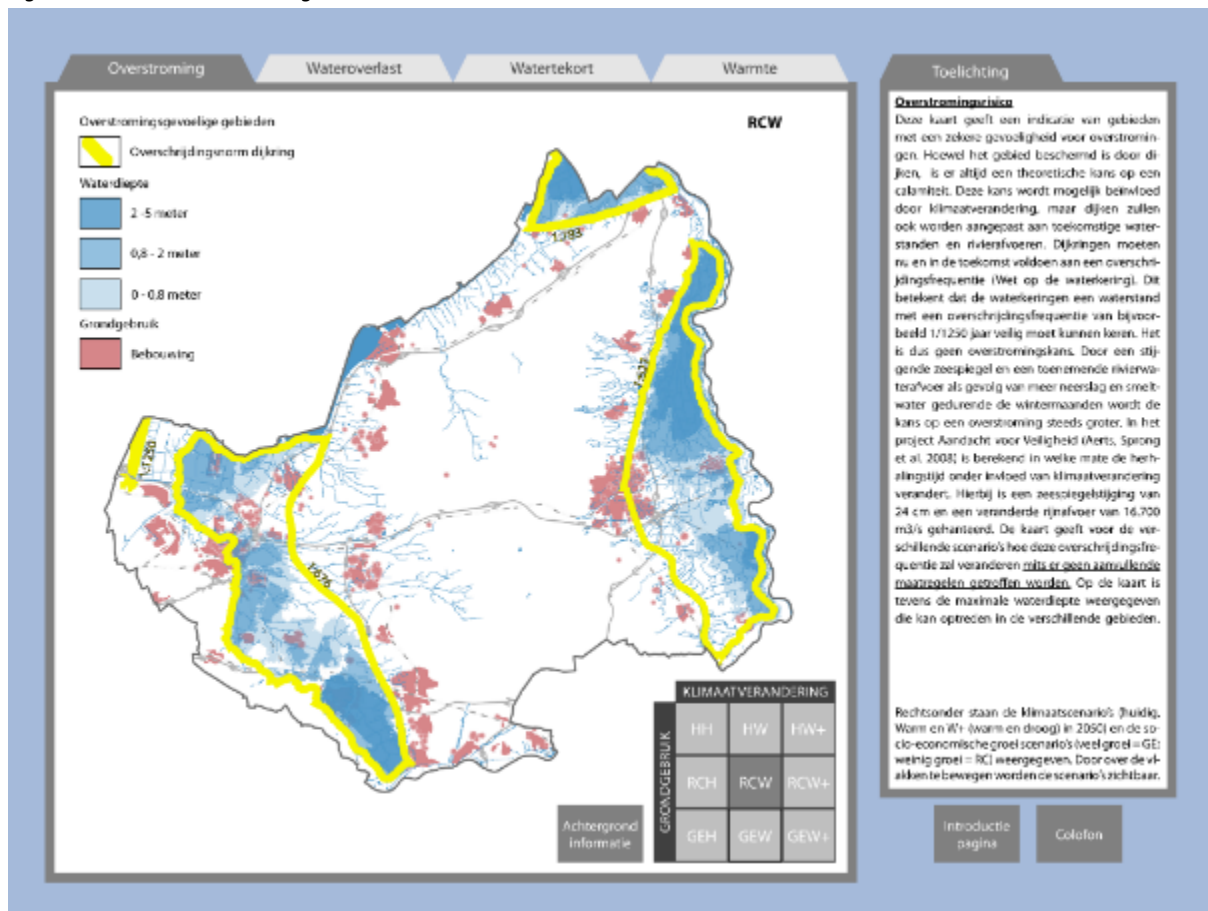 Overstroming
Wateroverlast
Watertekort
Warmte
Toelichting
Overstromingsgevoelige gebieden
Overschrijdingsnorm dijkring
Waterdiepte
2 -5 meter
0,8 - 2 meter
0 - 0,8 meter
Grondgebruik
Bebouwing
RCW
1:676
KLIMAATVERANDERING
GRONDGEBRUIK
HH HW HW+
RCH RCW RCW+
GEH GEW GEW+
Achtergrond
informatie
Overstromingsrisico
Deze kaart geeft een indicatie van gebieden
met een zekere gevoeligheid voor overstromin-
gen. Hoewel het gebied beschermd is door di-
jken, is er altijd een theoretische kans op een
calamiteit. Deze kans wordt mogelijk beïnvloed
door klimaatverandering, maar dijken zullen
ook worden aangepast aan toekomstige water-
standen en rivierafvoeren. Dijkringen moeten
nu en in de toekomst voldoen aan een overschri-
jdingsfrequentie (Wet op de waterkering). Dit
betekent dat de waterkeringen een waterstand
met een overschrijdingsfrequentie van bijvoor-
beeld 1/1250 jaar veilig moet kunnen keren. Het
is dus geen overstromingskans. Door een stij-
gende zeespiegel en een toenemende rivierwa-
terafvoer als gevolg van meer neerslag en smelt-
water gedurende de wintermaanden wordt de
kans op een overstroming steeds groter. In het
project Aandacht voor Veiligheid (Aerts, Sprong
et al. 2008) is berekend in welke mate de herh-
alingstijd onder invloed van klimaatverandering
verandert. Hierbij is een zeespiegelstijging van
24 cm en een veranderde rijnafvoer van 16.700
m3/s gehanteerd. De kaart geeft voor de ver-
schillende scenario's hoe deze overschrijdingsfre-
quentie zal veranderen mits er geen aanvullende
maatregelen getroffen worden. Op de kaart is
tevens de maximale waterdiepte weergegeven
die kan optreden in de verschillende gebieden.
Rechtsonder staan de klimaatscenario's (huidig,
Warm en W+ (warm en droog) in 2050) en de so-
cio-economische groei scenario's (veel groei = GE;
weinig groei = RC) weergegeven. Door over de vl-
akken te bewegen worden de scenario's zichtbaar.
Introductie
pagina
Colofon